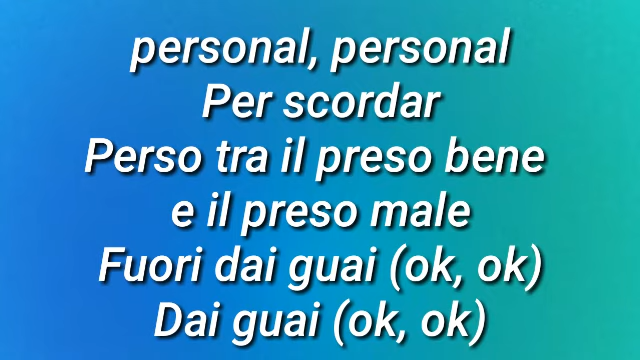 personal, personal
Per scordar
Perso tra il preso bene
e il preso male
Fuori dai guai (ok, ok)
Dai guai (ok, ok)